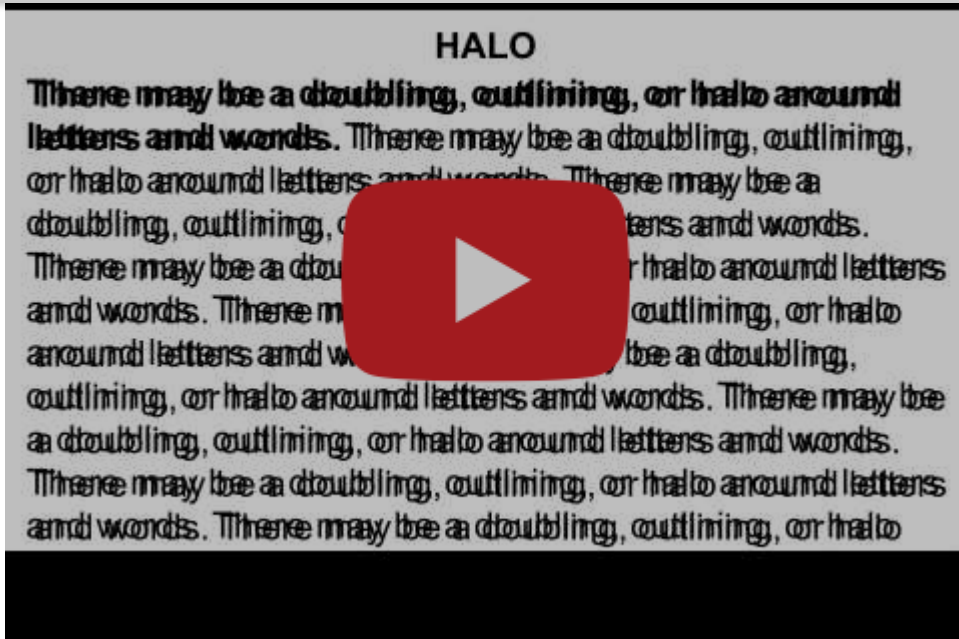 HALO
There may be a doubling, outlining, or halo around
letters and words. There may be a doubling, outlining,
or halo around letters and words. There may be a
doubling, outlining, letters and words.
There may be a dou r halo around letters
and words. There m outlining, or halo
around letters and w be a doubling,
outlining, or halo around letters and words. There may be
a doubling, outlining, or halo around letters and words.
There may be a doubling, outlining, or halo around letters
and words. There may be a doubling, outlining, or halo